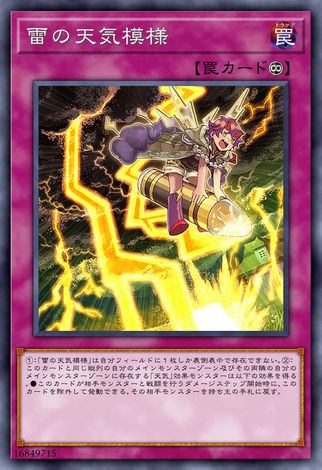 雷の天気模様
トラップ
罠
【罠カード】
①:「雷の天気模様」は自分フィールドに1枚しか表側表示で存在できない。②:
このカードと同じ縦列の自分のメインモンスターゾーン及びその両隣の自分の
メインモンスターゾーンに存在する「天気」効果モンスターは以下の効果を得
る。●このカードが相手モンスターと戦闘を行うダメージステップ開始時に、この
カードを除外して発動できる。その相手モンスターを持ち主の手札に戻す。
16849715